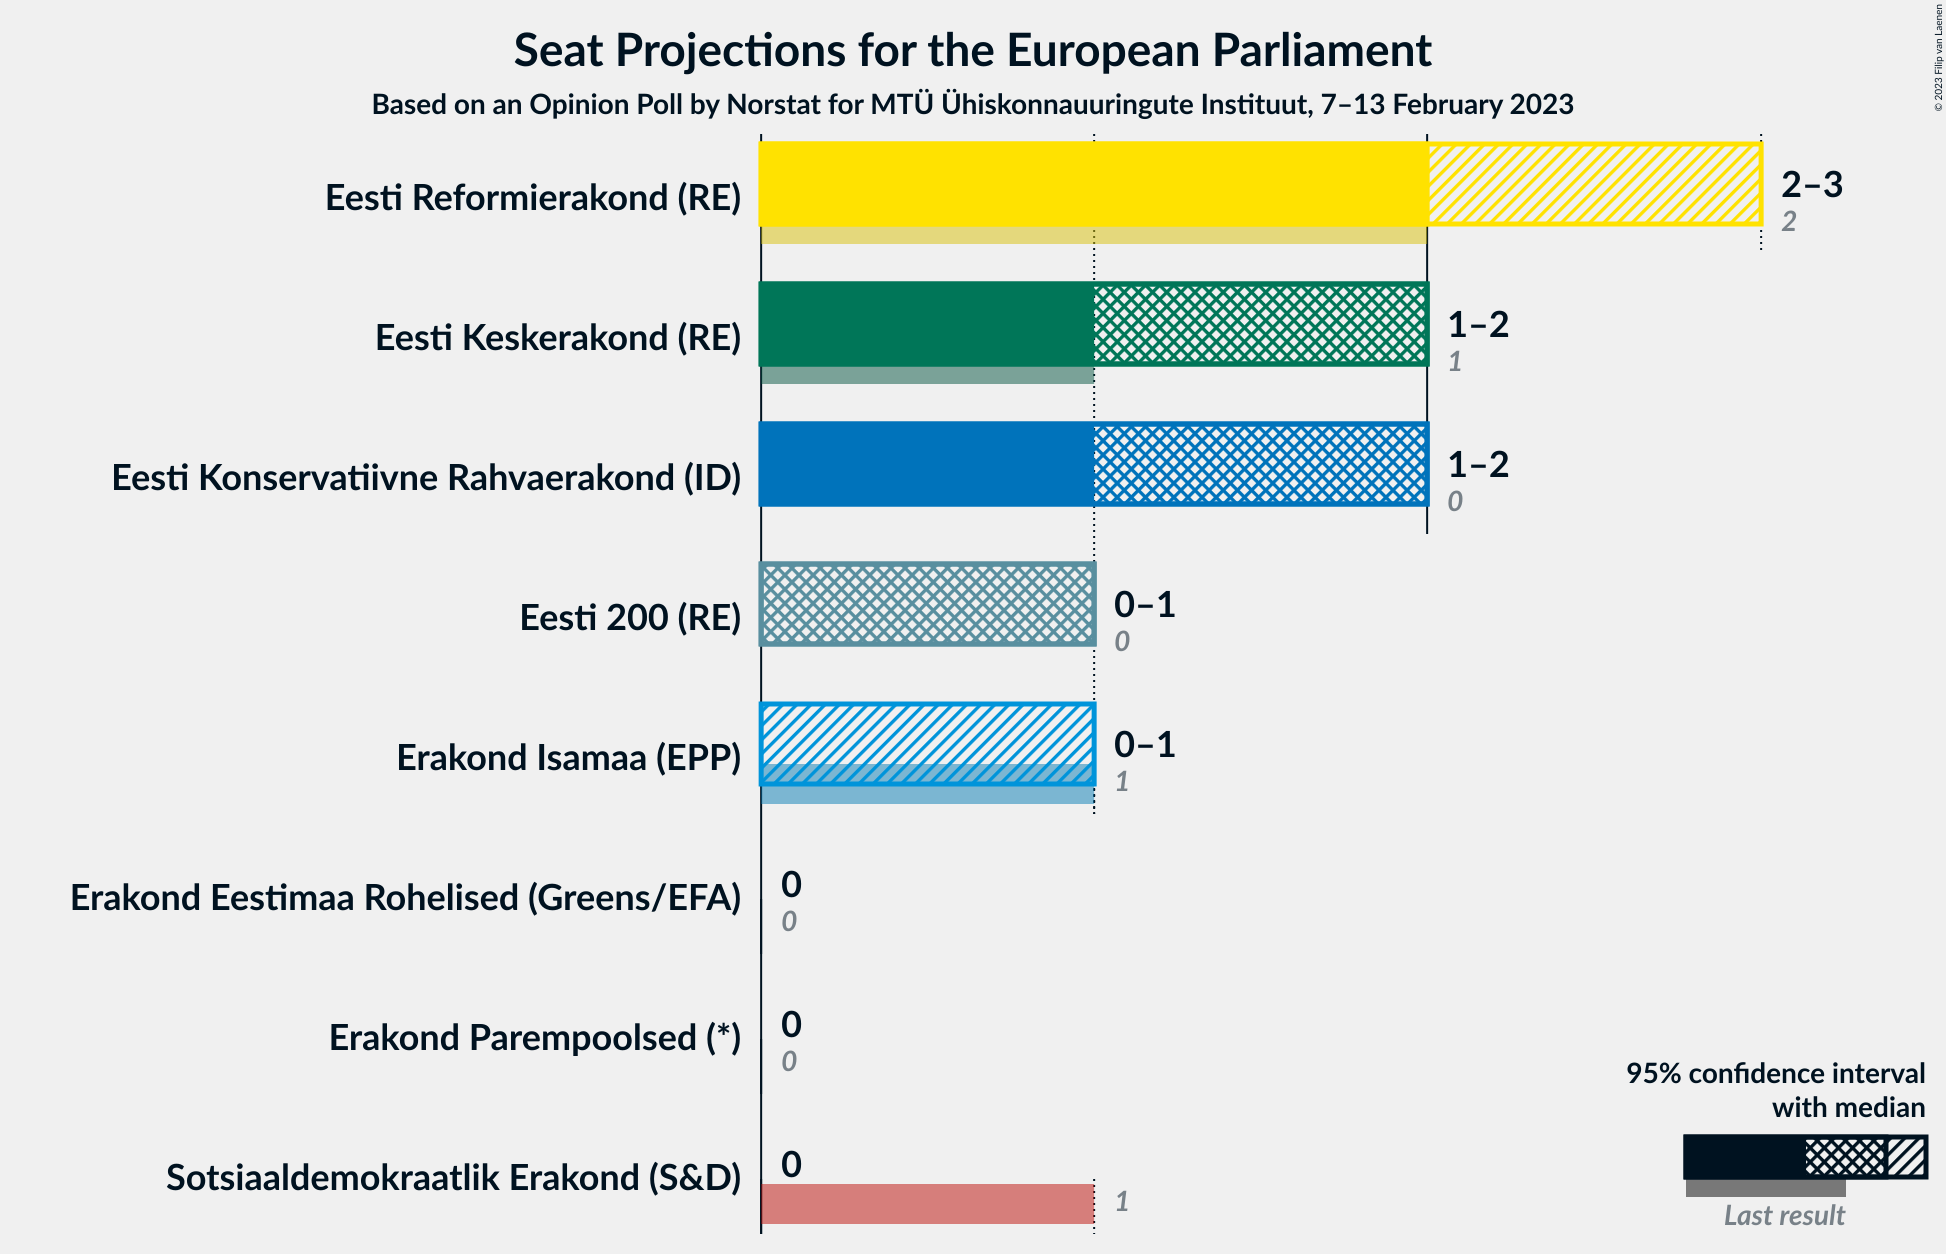 Seat Projections for the European Parliament
Based on an Opinion Poll by Norstat for MTÜ Ühiskonnauuringute Instituut, 7–13 February 2023
© 2023 Filip van Laenen
Eesti Reformierakond (RE)
2–3
2
Eesti Keskerakond (RE)
1–2
1
Eesti Konservatiivne Rahvaerakond (ID)
1–2
0
Eesti 200 (RE)
0–1
0
Erakond Isamaa (EPP)
0–1
1
Erakond Eestimaa Rohelised (Greens/EFA)
0
0
Erakond Parempoolsed (*)
0
0
Sotsiaaldemokraatlik Erakond (S&D)
0
1
95% confidence interval
with median
Last result